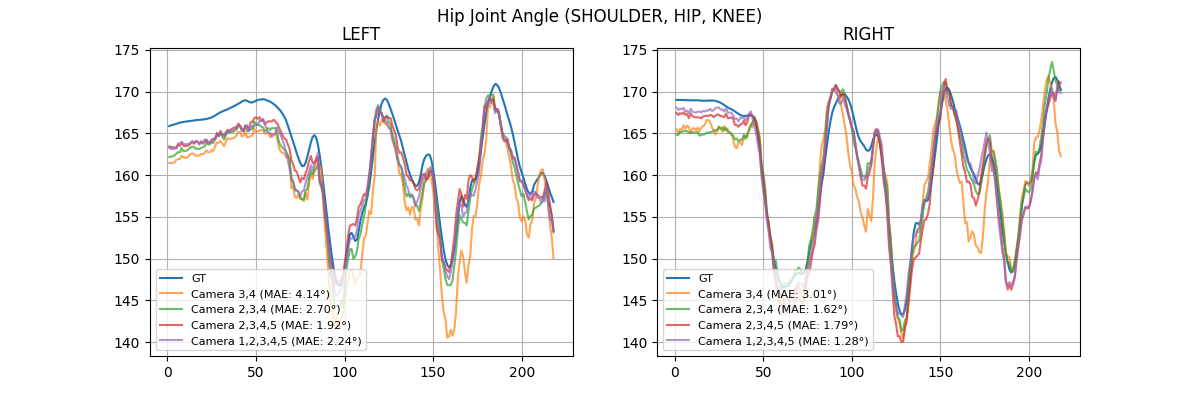 Hip Joint Angle (SHOULDER, HIP, KNEE)
LEFT
175
170
165
160
155
150
145
140
0
50
100
150
200
GT
Camera 3,4 (MAE: 4.14°)
Camera 2,3,4 (MAE: 2.70°)
Camera 2,3,4,5 (MAE: 1.92°)
Camera 1,2,3,4,5 (MAE: 2.24°)
RIGHT
175
170
165
160
155
150
145
140
0
50
100
150
200
GT
Camera 3,4 (MAE: 3.01°)
Camera 2,3,4 (MAE: 1.62°)
Camera 2,3,4,5 (MAE: 1.79°)
Camera 1,2,3,4,5 (MAE: 1.28°)